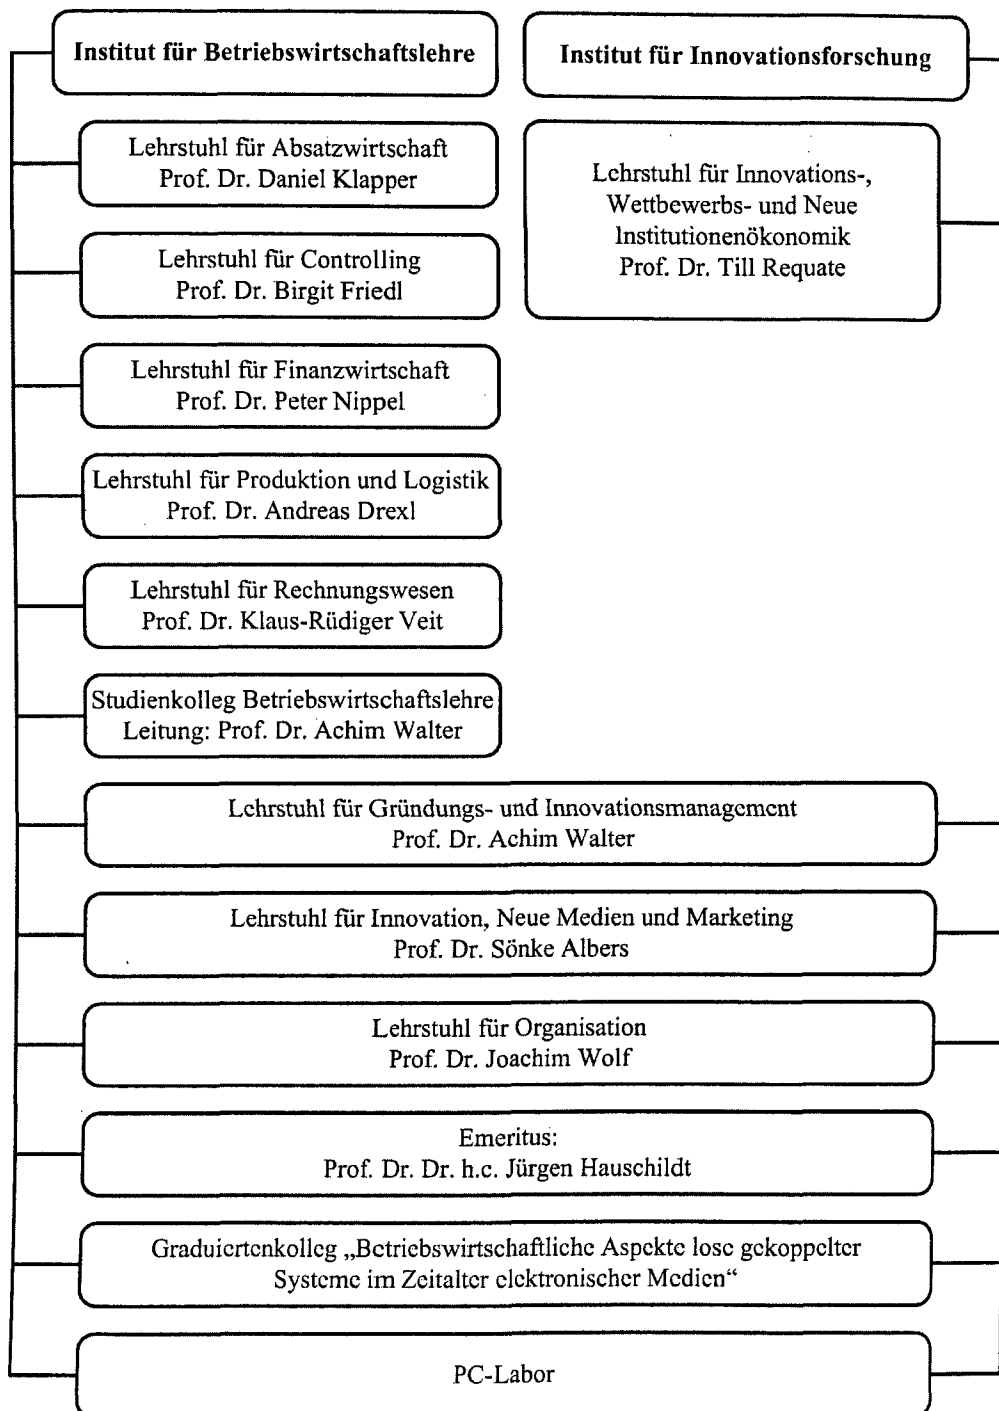 Institut für Betriebswirtschaftslehre
Institut für Innovationsforschung
Lehrstuhl für Absatzwirtschaft
Prof. Dr. Daniel Klapper
Lehrstuhl für Innovations-,
Wettbewerbs- und Neue
Institutionenökonomik
Prof. Dr. Till Requate
Lehrstuhl für Controlling
Prof. Dr. Birgit Friedl
Lehrstuhl für Finanzwirtschaft
Prof. Dr. Peter Nippel
Lehrstuhl für Produktion und Logistik
Prof. Dr. Andreas Drexl
Lehrstuhl für Rechnungswesen
Prof. Dr. Klaus-Rüdiger Veit
Studienkolleg Betriebswirtschaftslehre
Leitung: Prof. Dr. Achim Walter
Lehrstuhl für Gründungs- und Innovationsmanagement
Prof. Dr. Achim Walter
Lehrstuhl für Innovation, Neue Medien und Marketing
Prof. Dr. Sönke Albers
Lehrstuhl für Organisation
Prof. Dr. Joachim Wolf
Emeritus:
Prof. Dr. Dr. h.c. Jürgen Hauschildt
Graduiertenkolleg „Betriebswirtschaftliche Aspekte lose gekoppelter
Systeme im Zeitalter elektronischer Medien“
PC-Labor